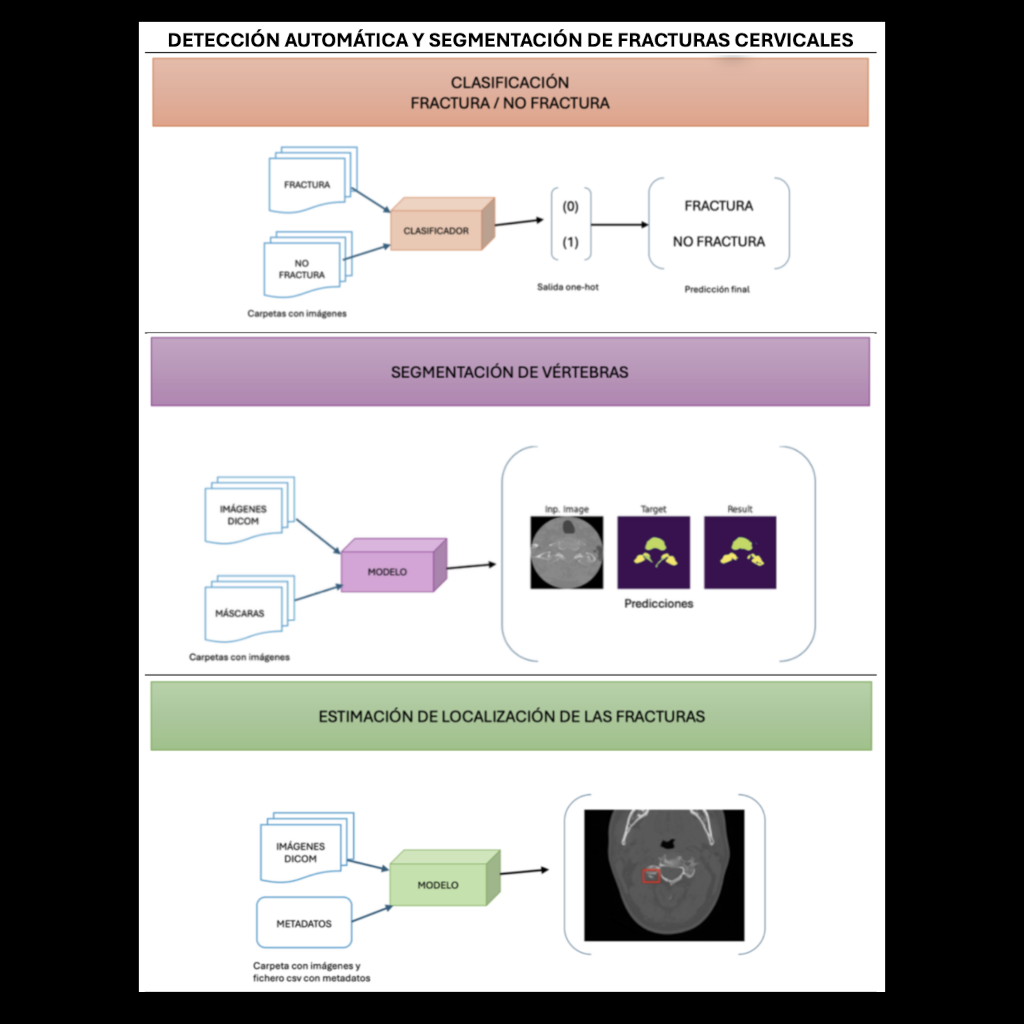 DETECCIÓN AUTOMÁTICA Y SEGMENTACIÓN DE FRACTURAS CERVICALES
CLASIFICACIÓN
FRACTURA / NO FRACTURA
FRACTURA
NO
FRACTURA
Carpetas con imágenes
CLASIFICADOR
(0)
(1)
Salida one-hot
FRACTURA
NO FRACTURA
Predicción final
SEGMENTACIÓN DE VÉRTEBRAS
IMÁGENES
DICOM
MÁSCARAS
Carpetas con imágenes
MODELO
Inp. Image
Target
Result
Predicciones
ESTIMACIÓN DE LOCALIZACIÓN DE LAS FRACTURAS
IMÁGENES
DICOM
METADATOS
Carpeta con imágenes y
fichero csv con metadatos
MODELO